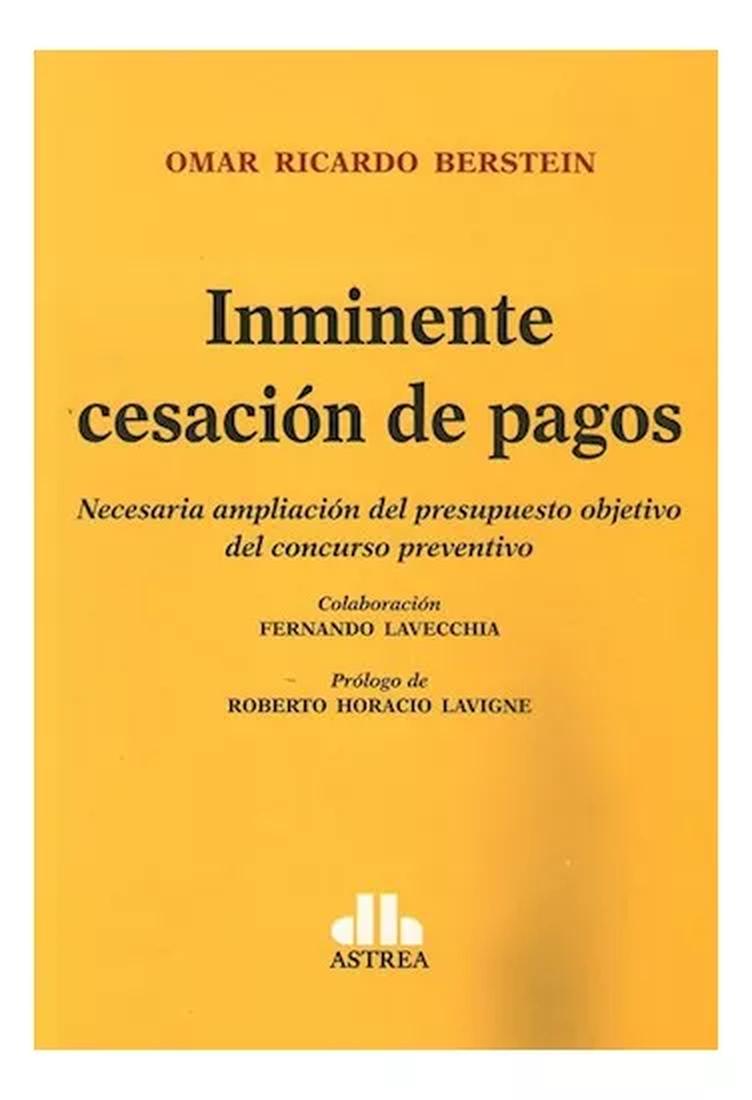 OMAR RICARDO BERSTEIN
Inminente
cesación de pagos
Necesaria ampliación del presupuesto objetivo
del concurso preventivo
Colaboración
FERNANDO LAVECCHIA
Prólogo de
ROBERTO HORACIO LAVIGNE
ASTREA